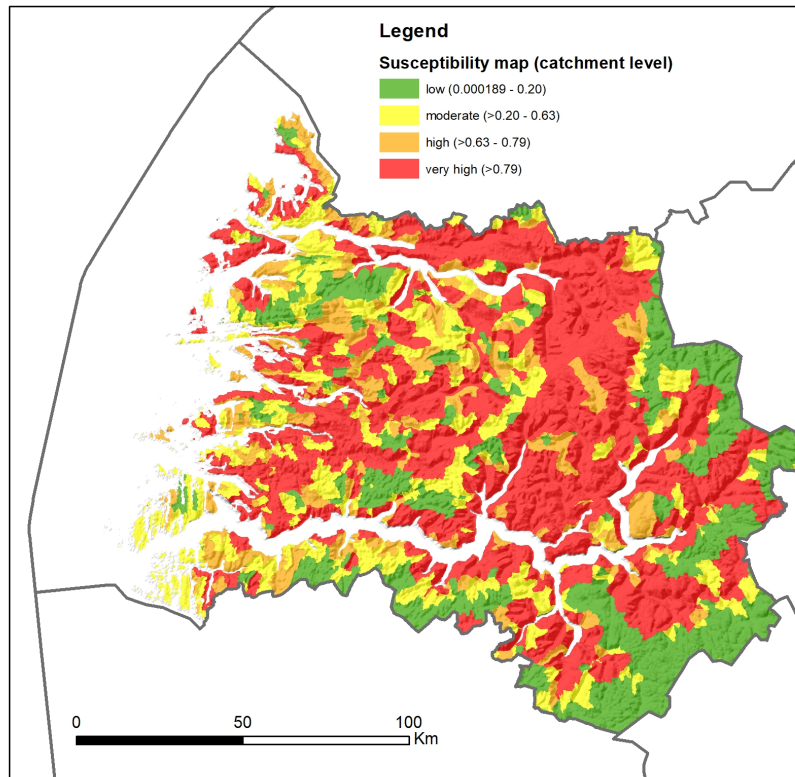 Legend
Susceptibility map (catchment level)
low (0.000189 - 0.20)
moderate (>0.20 - 0.63)
high (>0.63 - 0.79)
very high (>0.79)
0 50 100
Km